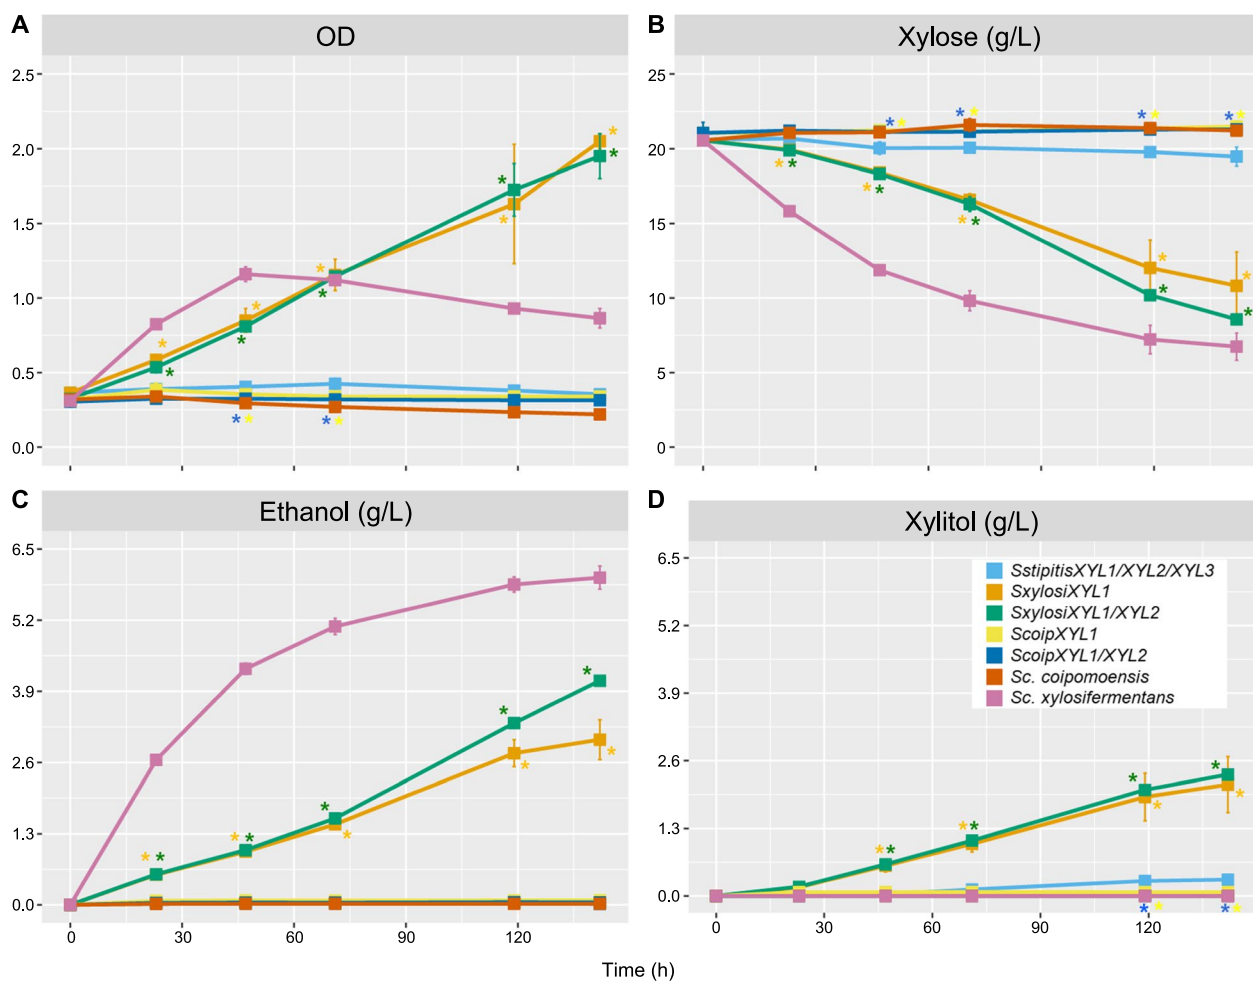 A
OD
2.5
2.0
1.5
1.0
0.5
0.0
B
Xylose (g/L)
25
20
15
10
5
0
C
Ethanol (g/L)
6.5
5.2
3.9
2.6
1.3
0.0
0 30 60 90 120
D
Xylitol (g/L)
6.5
5.2
3.9
2.6
1.3
0.0
SstipitisXYL1/XYL2/XYL3
SxylosiXYL1
SxylosiXYL1/XYL2
ScoipXYL1
ScoipXYL1/XYL2
Sc. coipomoensis
Sc. xylosifermentans
0 30 60 90 120
Time (h)